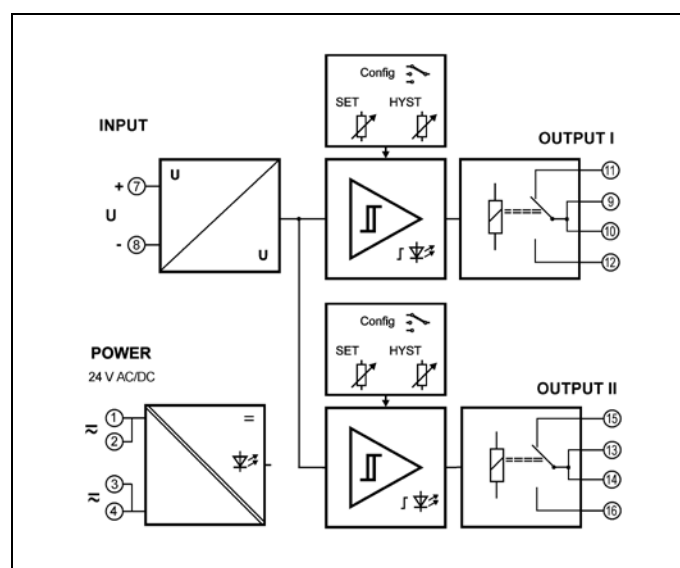 Config
SET HYST
INPUT
OUTPUT I
+ 7
U
- 8
U
U
11
9
10
12
Config
SET HYST
POWER
24 V AC/DC
OUTPUT II
1
2
3
4
=
15
13
14
16